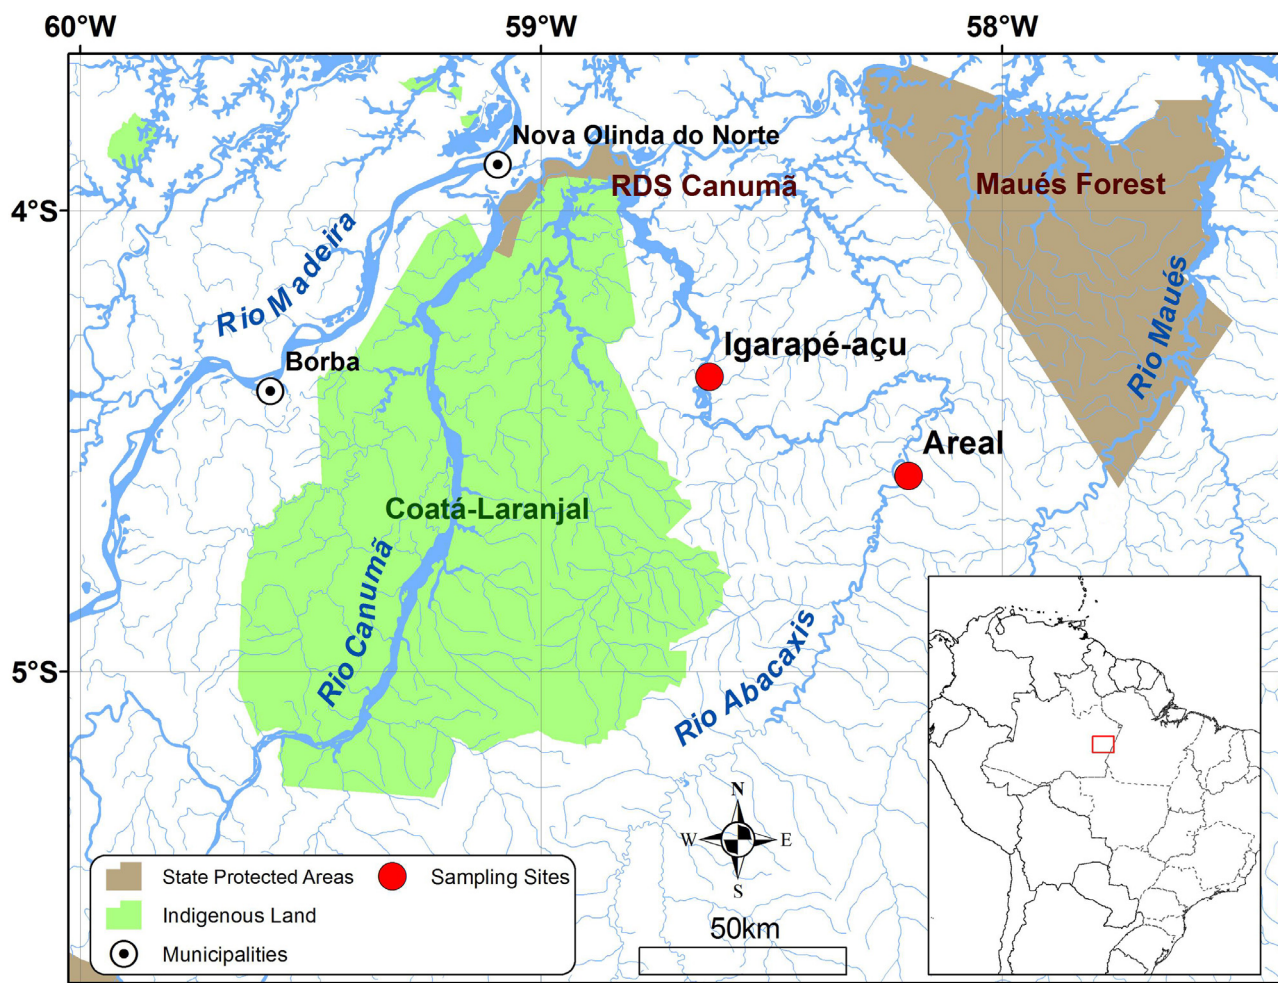 60°W 59°W 58°W
Nova Olinda do Norte
RDS Canumã
Maués Forest
4°S
Rio Madeira
Rio Maués
Igarapé-açu
Borba
Areal
Coatá-Laranjal
Rio Canumã
Rio Abacaxis
5°S
N
W E
S
50km
State Protected Areas
Sampling Sites
Indigenous Land
Municipalities